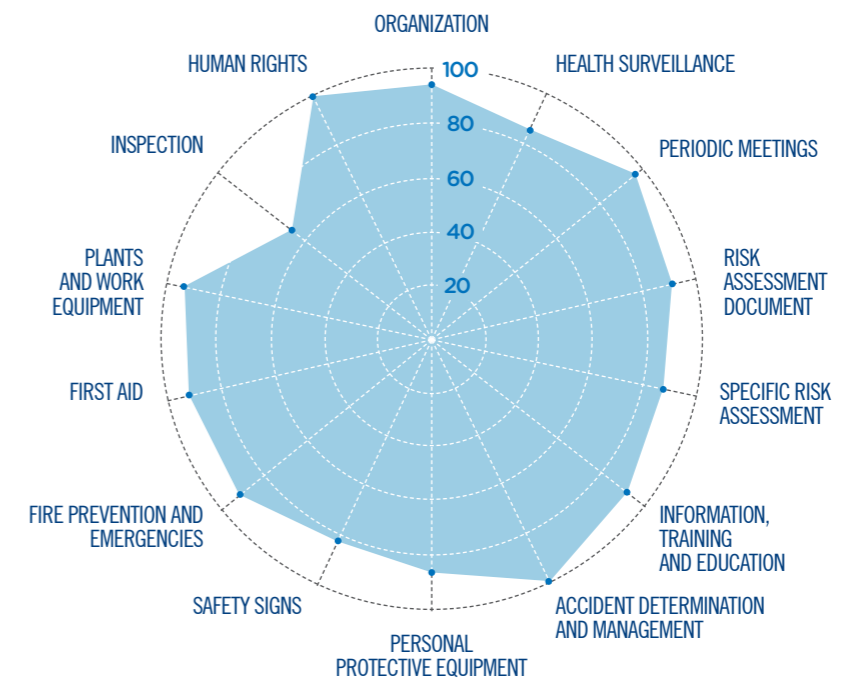 ORGANIZATION
HUMAN RIGHTS
100
HEALTH SURVEILLANCE
80
INSPECTION
PERIODIC MEETINGS
60
PLANTS
AND WORK
EQUIPMENT
40
RISK
ASSESSMENT
DOCUMENT
20
FIRST AID
SPECIFIC RISK
ASSESSMENT
FIRE PREVENTION AND
EMERGENCIES
INFORMATION,
TRAINING
AND EDUCATION
SAFETY SIGNS
ACCIDENT DETERMINATION
AND MANAGEMENT
PERSONAL
PROTECTIVE EQUIPMENT